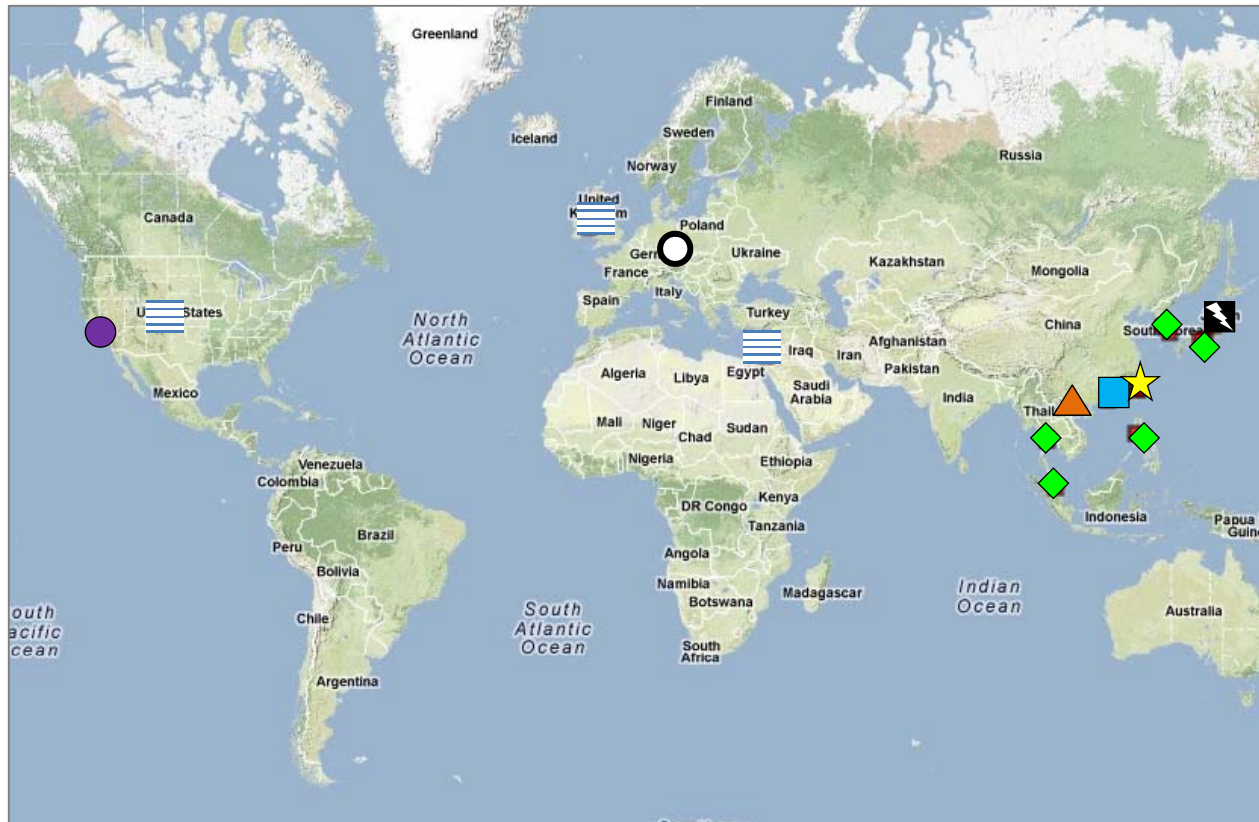 Greenland
Finland
Iceland
Sweden
Norway
Russia
United
Canada
Poland
Ukraine
France
Kazakhstan
Mongolia
Italy
Spain
Turkey
States
North
Atlantic
Ocean
China
Afghanistan
Iraq
Iran
Pakistan
Algeria
Libya
Egypt
Saudi
Arabia
India
Mexico
Mali
Niger
Chad
Sudan
Nigeria
Ethiopia
Venezuela
Colombia
Kenya
DR Congo
Tanzania
Indonesia
Papua
Brazil
Peru
Angola
Bolivia
Namibia
Botswana
Madagascar
Indian
Ocean
Australia
Chile
South
Atlantic
Ocean
South
Africa
Argentina